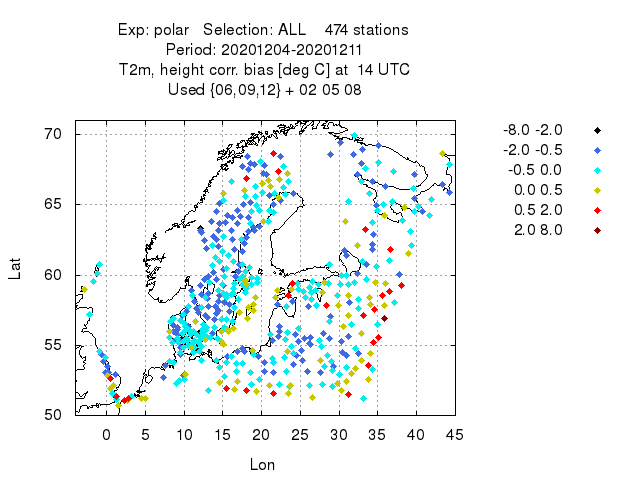 Exp: polar Selection: ALL 474 stations
Period: 20201204-20201211
T2m, height corr. bias [deg C] at 14 UTC
Used {06,09,12} + 02 05 08
70
65
60
55
50
0 5 10 15 20 25 30 35 40 45
Lat
Lon
-8.0 -2.0
-2.0 -0.5
-0.5 0.0
0.0 0.5
0.5 2.0
2.0 8.0